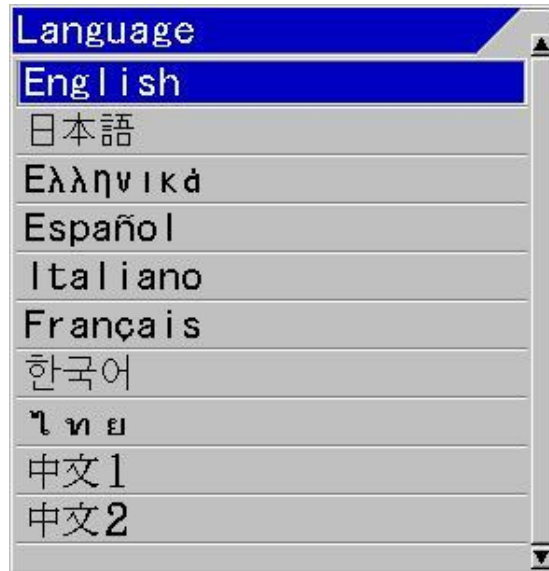 Language
English
日本語
Ελληνικά
Español
Italiano
Français
한국어
ไทย
中文1
中文2